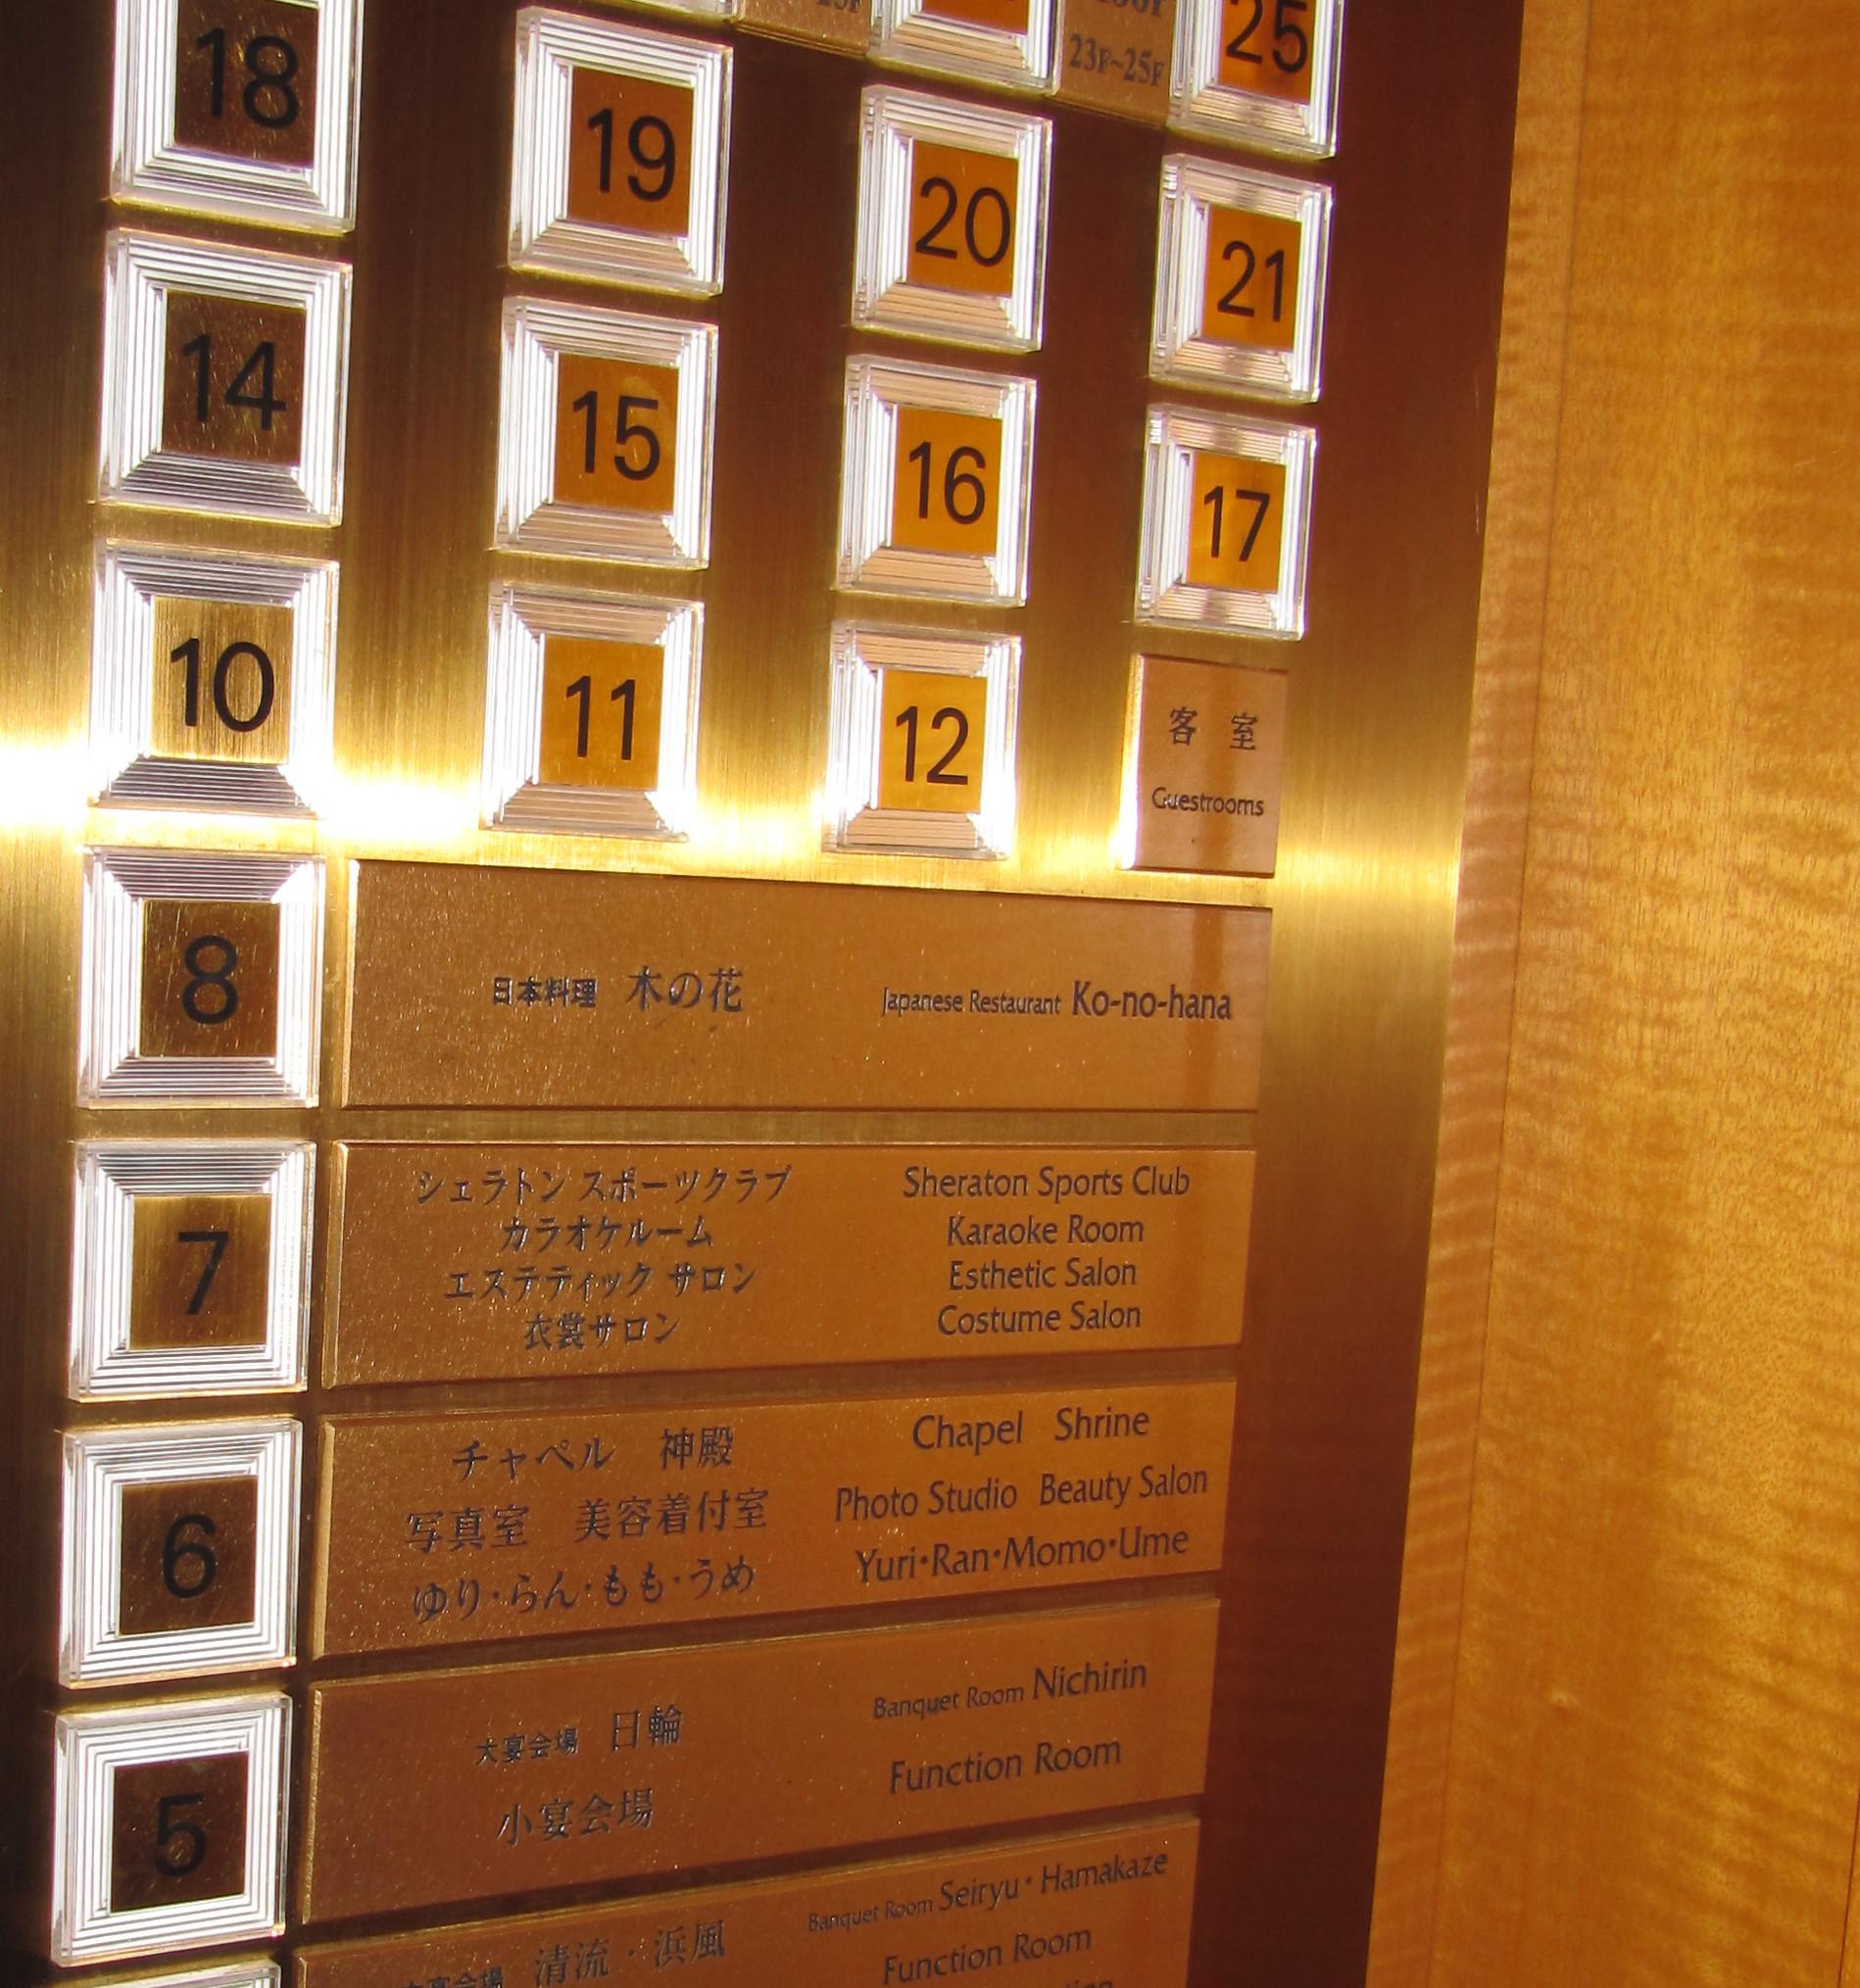 25
23F~25F
18
19
20
21
14
15
16
17
10
11
12
客 室
Guestrooms
8
日本料理 木の花 Japanese Restaurant Ko-no-hana
7
シェラトン スポーツクラブ Sheraton Sports Club
カラオケルーム Karaoke Room
エステティック サロン Esthetic Salon
衣裳サロン Costume Salon
6
チャペル 神殿 Chapel Shrine
写真室 美容着付室 Photo Studio Beauty Salon
ゆり・らん・もも・うめ Yuri・Ran・Momo・Ume
5
大宴会場 日輪 Banquet Room Nichirin
小宴会場 Function Room
大宴会場 清流・浜風 Banquet Room Seiryu・Hamakaze
Function Room